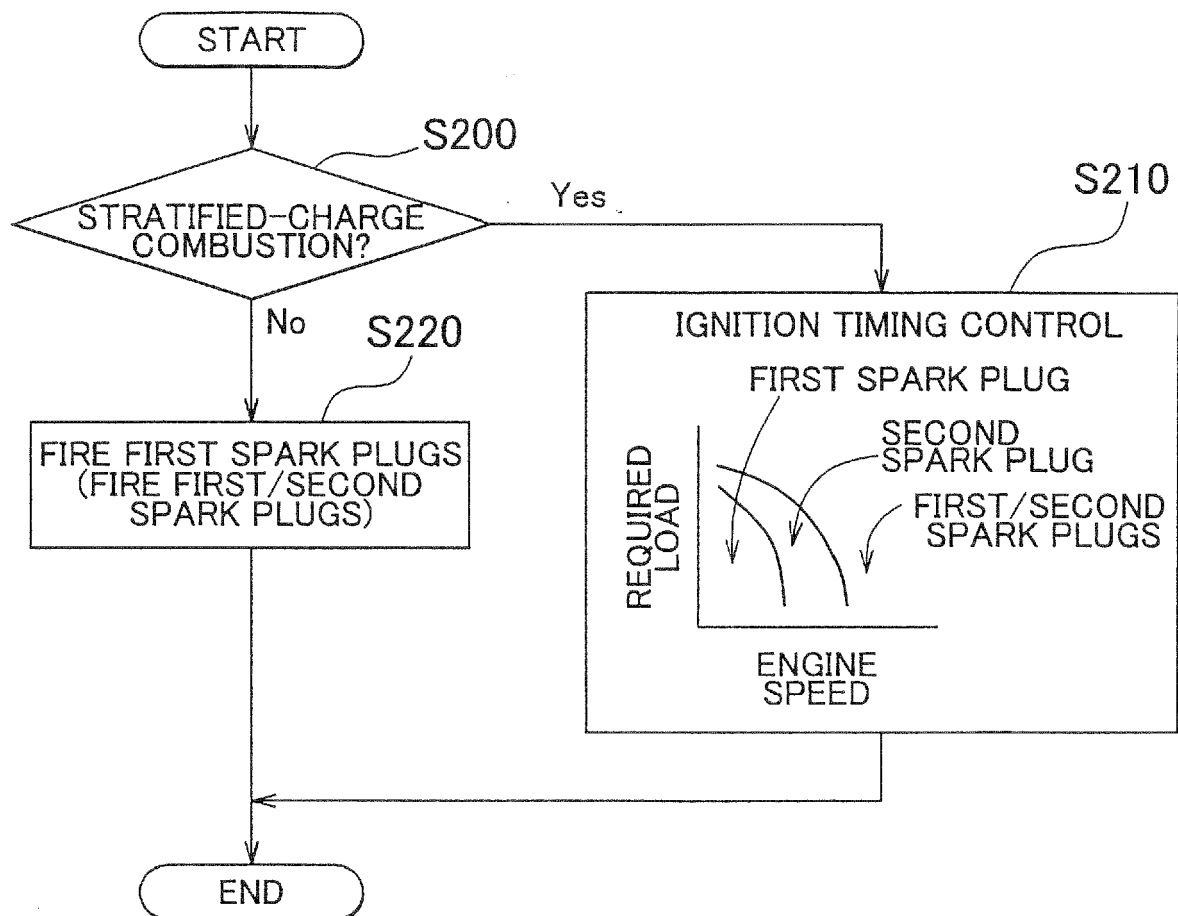 START
S200
STRATIFIED-CHARGE
COMBUSTION?
Yes
No
S210
IGNITION TIMING CONTROL
FIRST SPARK PLUG
SECOND
SPARK PLUG
FIRST/SECOND
SPARK PLUGS
REQUIRED
LOAD
ENGINE
SPEED
S220
FIRE FIRST SPARK PLUGS
(FIRE FIRST/SECOND
SPARK PLUGS)
END